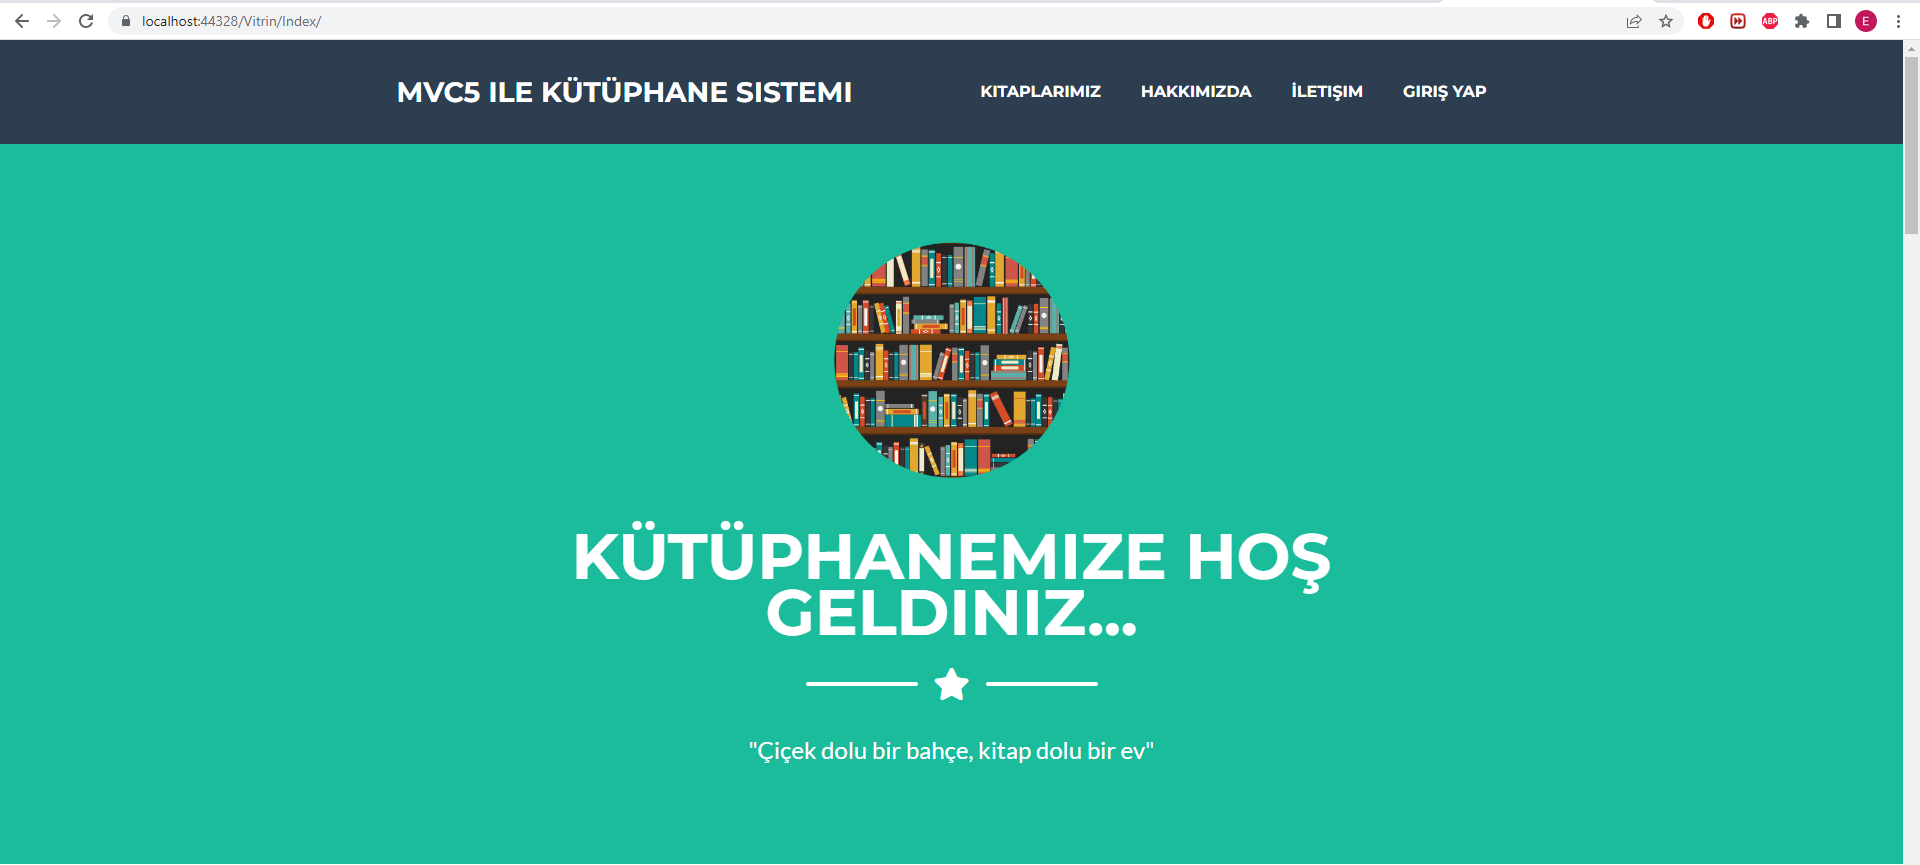 localhost:44328/Vitrin/Index/
ABP
E
MVC5 ILE KÜTÜPHANE SISTEMI
KITAPLARIMIZ HAKKIMIZDA İLETIŞIM GIRIŞ YAP
KÜTÜPHANEMIZE HOŞ
GELDINIZ...
"Çiçek dolu bir bahçe, kitap dolu bir ev"